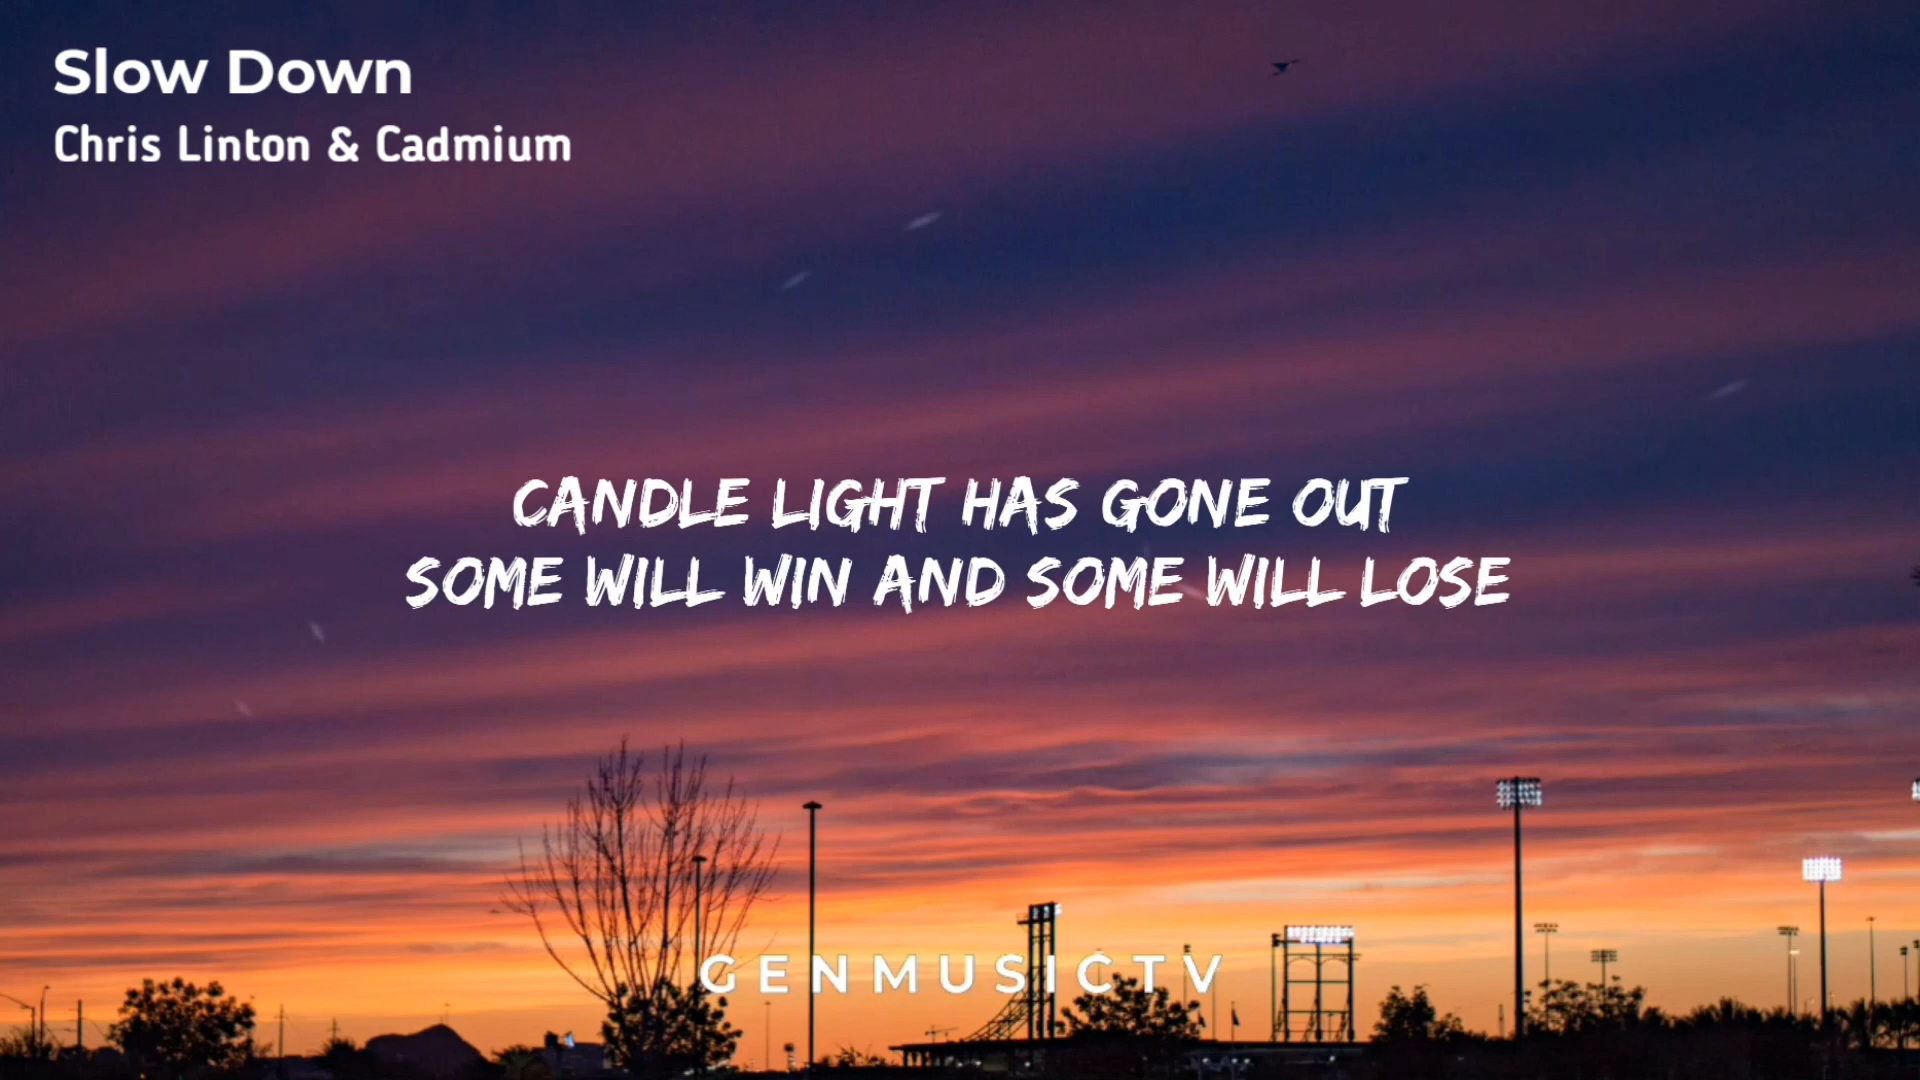 Slow Down
Chris Linton & Cadmium
CANDLE LIGHT HAS GONE OUT
SOME WILL WIN AND SOME WILL LOSE
GENMUSICTV